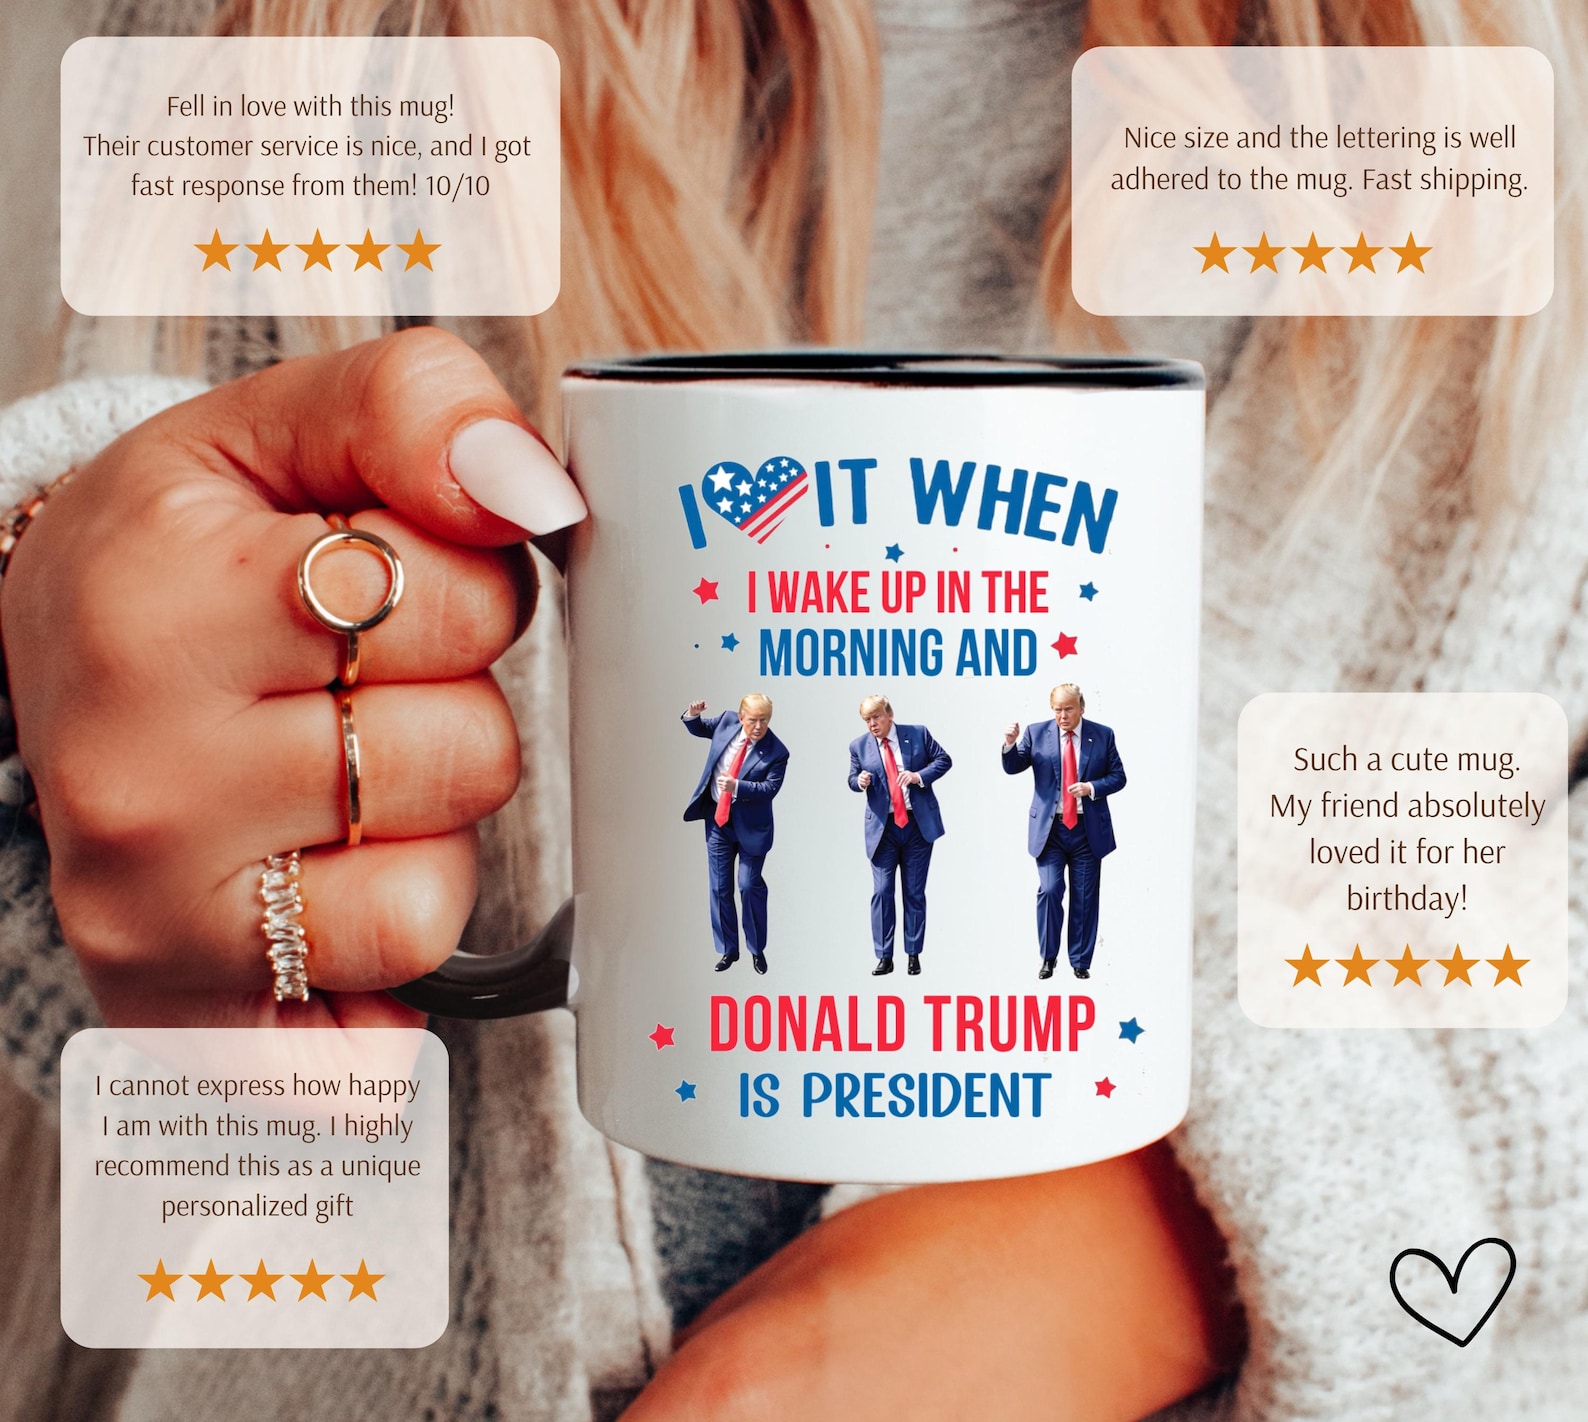 Fell in love with this mug!
Their customer service is nice, and I got
fast response from them! 10/10
Nice size and the lettering is well
adhered to the mug. Fast shipping.
I IT WHEN
I WAKE UP IN THE
MORNING AND
DONALD TRUMP
IS PRESIDENT
Such a cute mug.
My friend absolutely
loved it for her
birthday!
I cannot express how happy
I am with this mug. I highly
recommend this as a unique
personalized gift